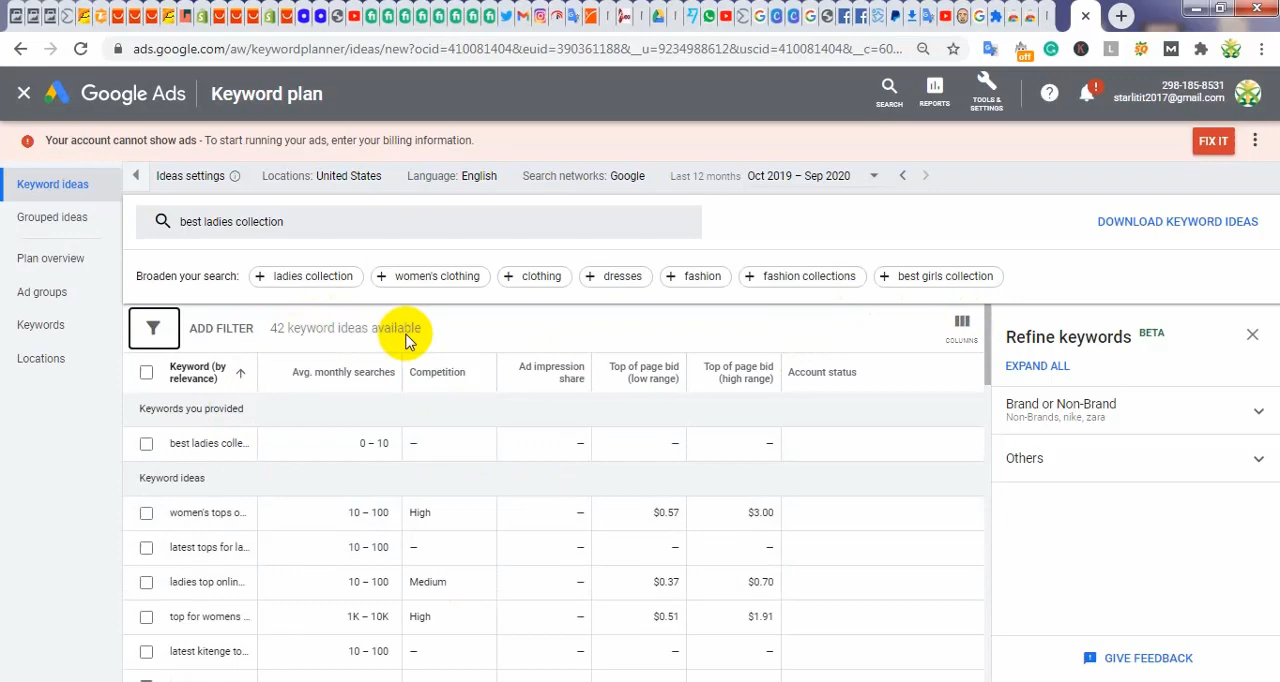 ads.google.com/aw/keywordplanner/ideas/new?ocid=4100814404&euid=390361188&__u=9234988612&uscid=4100814404&__c=60...
off
Google Ads
Keyword plan
SEARCH
REPORTS
TOOLS & SETTINGS
298-185-8531
starlitit2017@gmail.com
Your account cannot show ads - To start running your ads, enter your billing information.
FIX IT
Keyword ideas
Grouped ideas
Plan overview
Ad groups
Keywords
Locations
Ideas settings
Locations: United States
Language: English
Search networks: Google
Last 12 months
Oct 2019 – Sep 2020
best ladies collection
DOWNLOAD KEYWORD IDEAS
Broaden your search:
+ ladies collection
+ women's clothing
+ clothing
+ dresses
+ fashion
+ fashion collections
+ best girls collection
ADD FILTER
42 keyword ideas available
COLUMNS
Keyword (by relevance)
Avg. monthly searches
Competition
Ad impression share
Top of page bid (low range)
Top of page bid (high range)
Account status
Keywords you provided
best ladies colle... 0 – 10 – – – –
Keyword ideas
women's tops o... 10 – 100 High – $0.57 $3.00
latest tops for la... 10 – 100 – – – –
ladies top onlin... 10 – 100 Medium – $0.37 $0.70
top for womens ... 1K – 10K High – $0.51 $1.91
latest kitenge to... 10 – 100 – – – –
Refine keywords BETA
EXPAND ALL
Brand or Non-Brand
Non-Brands, nike, zara
Others
GIVE FEEDBACK